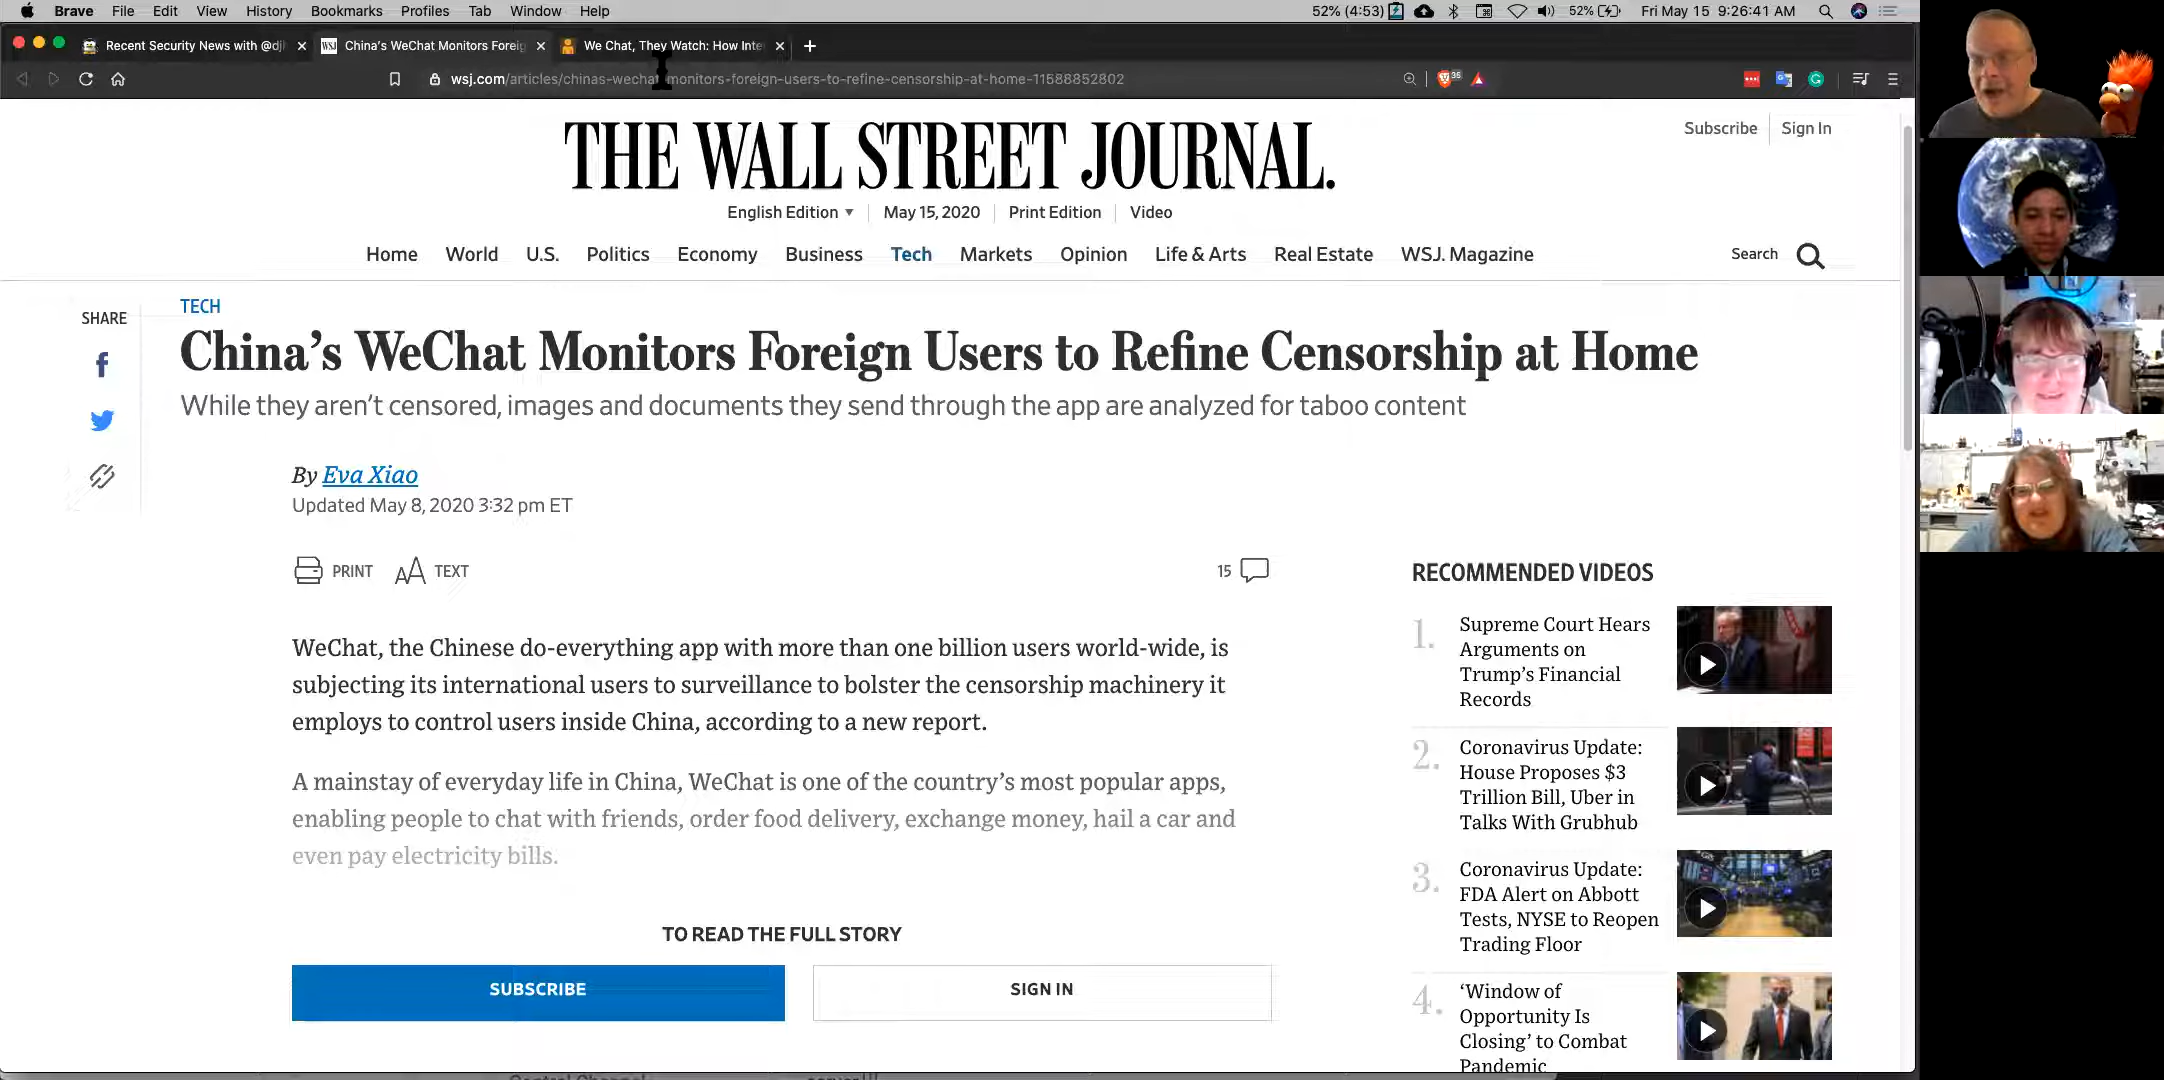 Brave File Edit View History Bookmarks Profiles Tab Window Help 52% (4:53) 52% Fri May 15 9:26:41 AM
Recent Security News with @dj
WSJ China's WeChat Monitors Foreig
We Chat, They Watch: How Inte
wsj.com/articles/chinas-wechat-monitors-foreign-users-to-refine-censorship-at-home-11588852802
35
THE WALL STREET JOURNAL.
Subscribe Sign In
English Edition May 15, 2020 Print Edition Video
Home World U.S. Politics Economy Business Tech Markets Opinion Life & Arts Real Estate WSJ. Magazine Search
SHARE
TECH
China's WeChat Monitors Foreign Users to Refine Censorship at Home
While they aren't censored, images and documents they send through the app are analyzed for taboo content
By Eva Xiao
Updated May 8, 2020 3:32 pm ET
PRINT TEXT 15
WeChat, the Chinese do-everything app with more than one billion users world-wide, is
subjecting its international users to surveillance to bolster the censorship machinery it
employs to control users inside China, according to a new report.
A mainstay of everyday life in China, WeChat is one of the country's most popular apps,
enabling people to chat with friends, order food delivery, exchange money, hail a car and
even pay electricity bills.
TO READ THE FULL STORY
SUBSCRIBE SIGN IN
RECOMMENDED VIDEOS
1. Supreme Court Hears
Arguments on
Trump's Financial
Records
2. Coronavirus Update:
House Proposes $3
Trillion Bill, Uber in
Talks With Grubhub
3. Coronavirus Update:
FDA Alert on Abbott
Tests, NYSE to Reopen
Trading Floor
4. 'Window of
Opportunity Is
Closing' to Combat
Pandemic